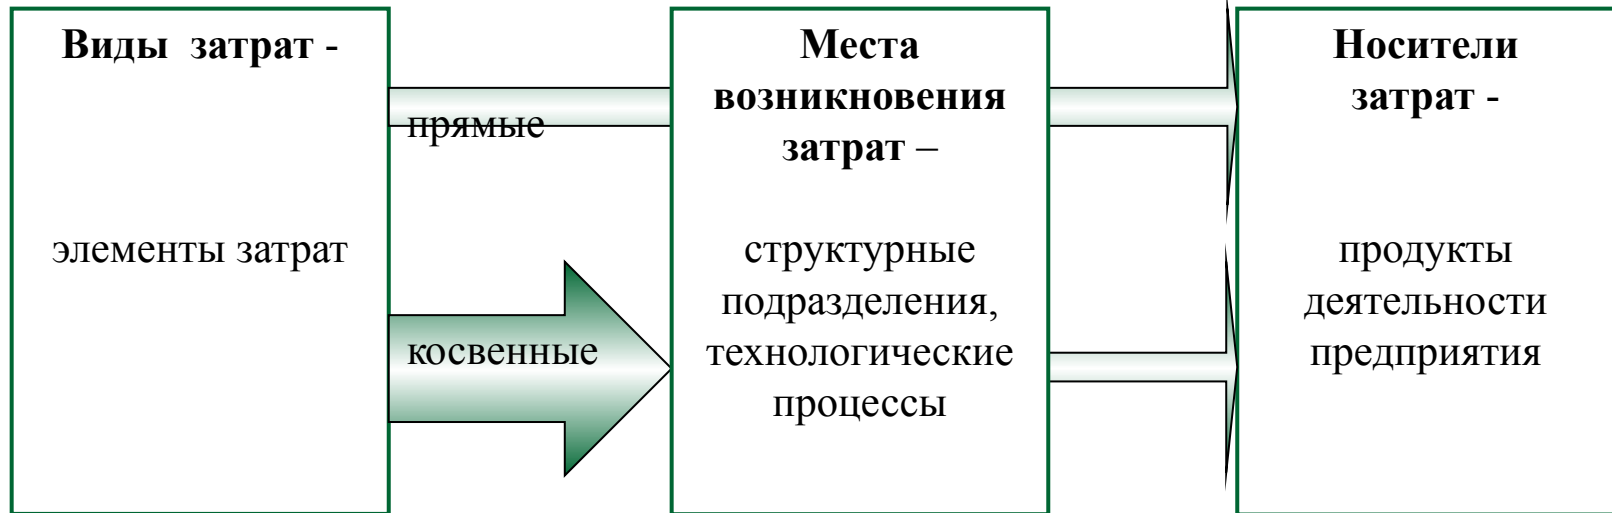 Виды затрат -
элементы затрат
прямые
косвенные
Места
возникновения
затрат –
структурные
подразделения,
технологические
процессы
Носители
затрат -
продукты
деятельности
предприятия